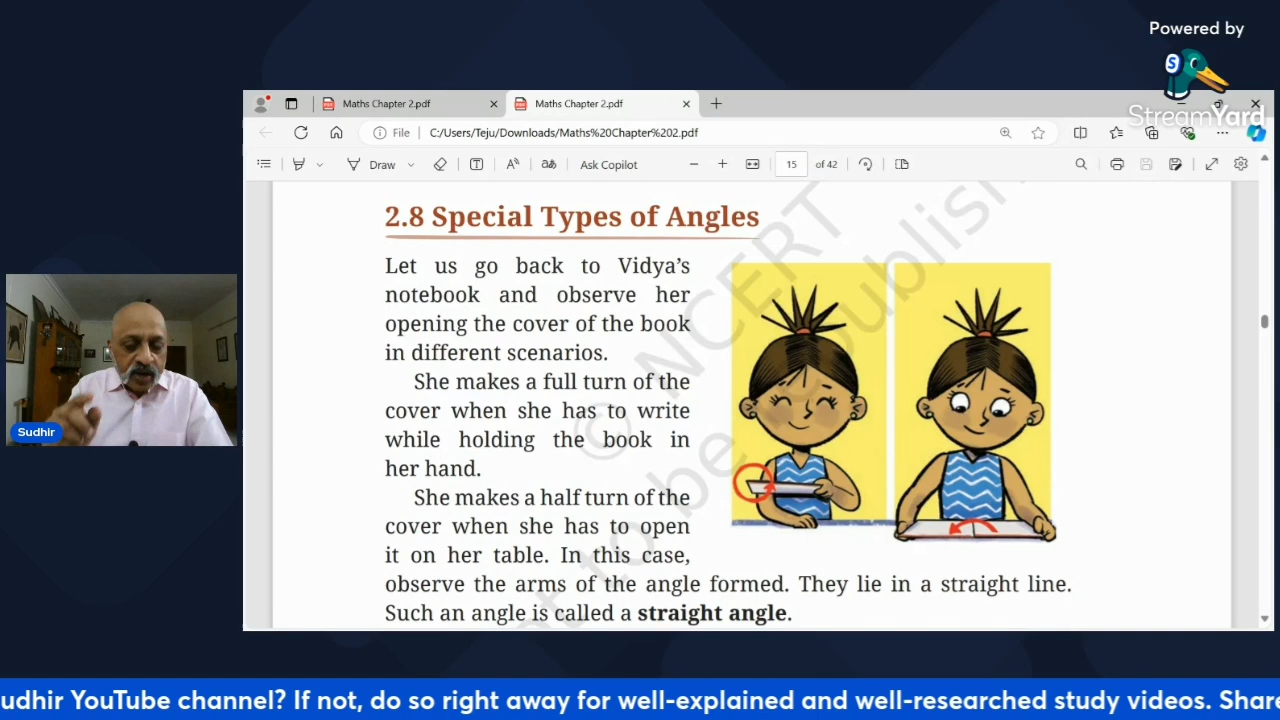 Powered by
S
StreamYard
Maths Chapter 2.pdf
Maths Chapter 2.pdf
File
C:/Users/Teju/Downloads/Maths%20Chapter%202.pdf
Draw
Ask Copilot
15
of 42
2.8 Special Types of Angles
Let us go back to Vidya’s
notebook and observe her
opening the cover of the book
in different scenarios.
She makes a full turn of the
cover when she has to write
while holding the book in
her hand.
She makes a half turn of the
cover when she has to open
it on her table. In this case,
observe the arms of the angle formed. They lie in a straight line.
Such an angle is called a straight angle.
© NCERT
not to be
Sudhir
udhir YouTube channel? If not, do so right away for well-explained and well-researched study videos. Shar